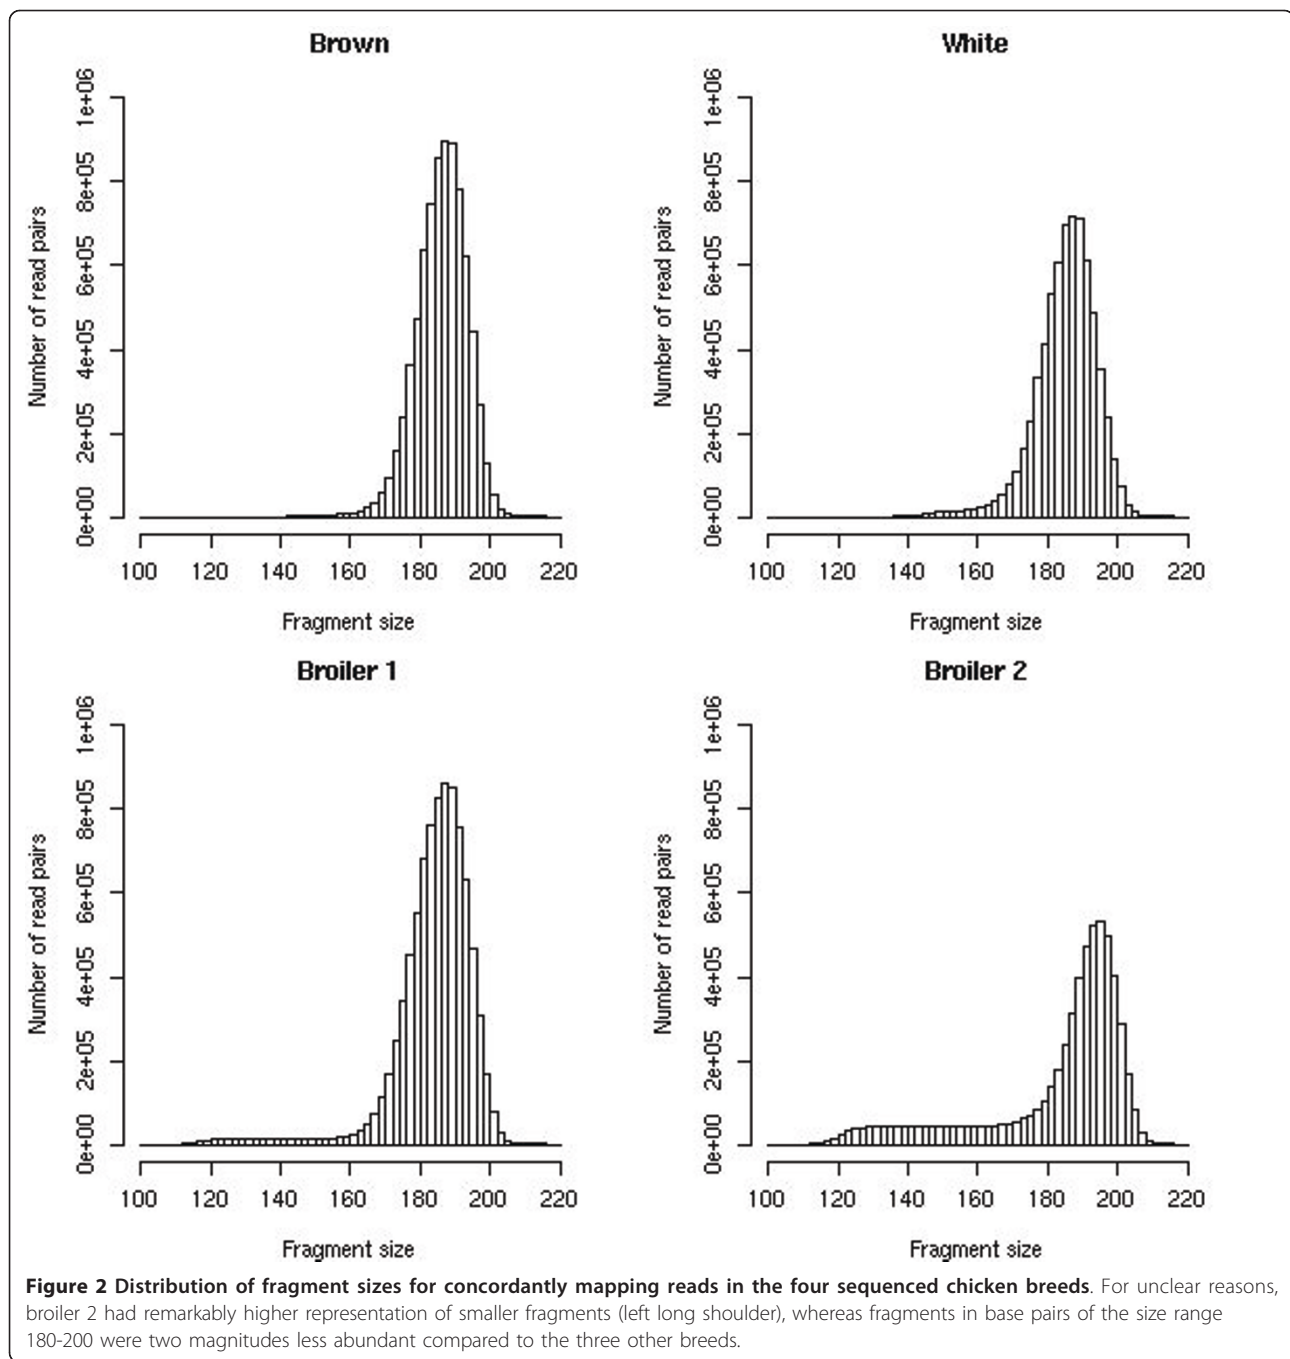 Brown
1e+06
8e+05
6e+05
4e+05
2e+05
0e+00
Number of read pairs
100 120 140 160 180 200 220
Fragment size
White
1e+06
8e+05
6e+05
4e+05
2e+05
0e+00
Number of read pairs
100 120 140 160 180 200 220
Fragment size
Broiler 1
1e+06
8e+05
6e+05
4e+05
2e+05
0e+00
Number of read pairs
100 120 140 160 180 200 220
Fragment size
Broiler 2
1e+06
8e+05
6e+05
4e+05
2e+05
0e+00
Number of read pairs
100 120 140 160 180 200 220
Fragment size
Figure 2 Distribution of fragment sizes for concordantly mapping reads in the four sequenced chicken breeds. For unclear reasons,
broiler 2 had remarkably higher representation of smaller fragments (left long shoulder), whereas fragments in base pairs of the size range
180-200 were two magnitudes less abundant compared to the three other breeds.